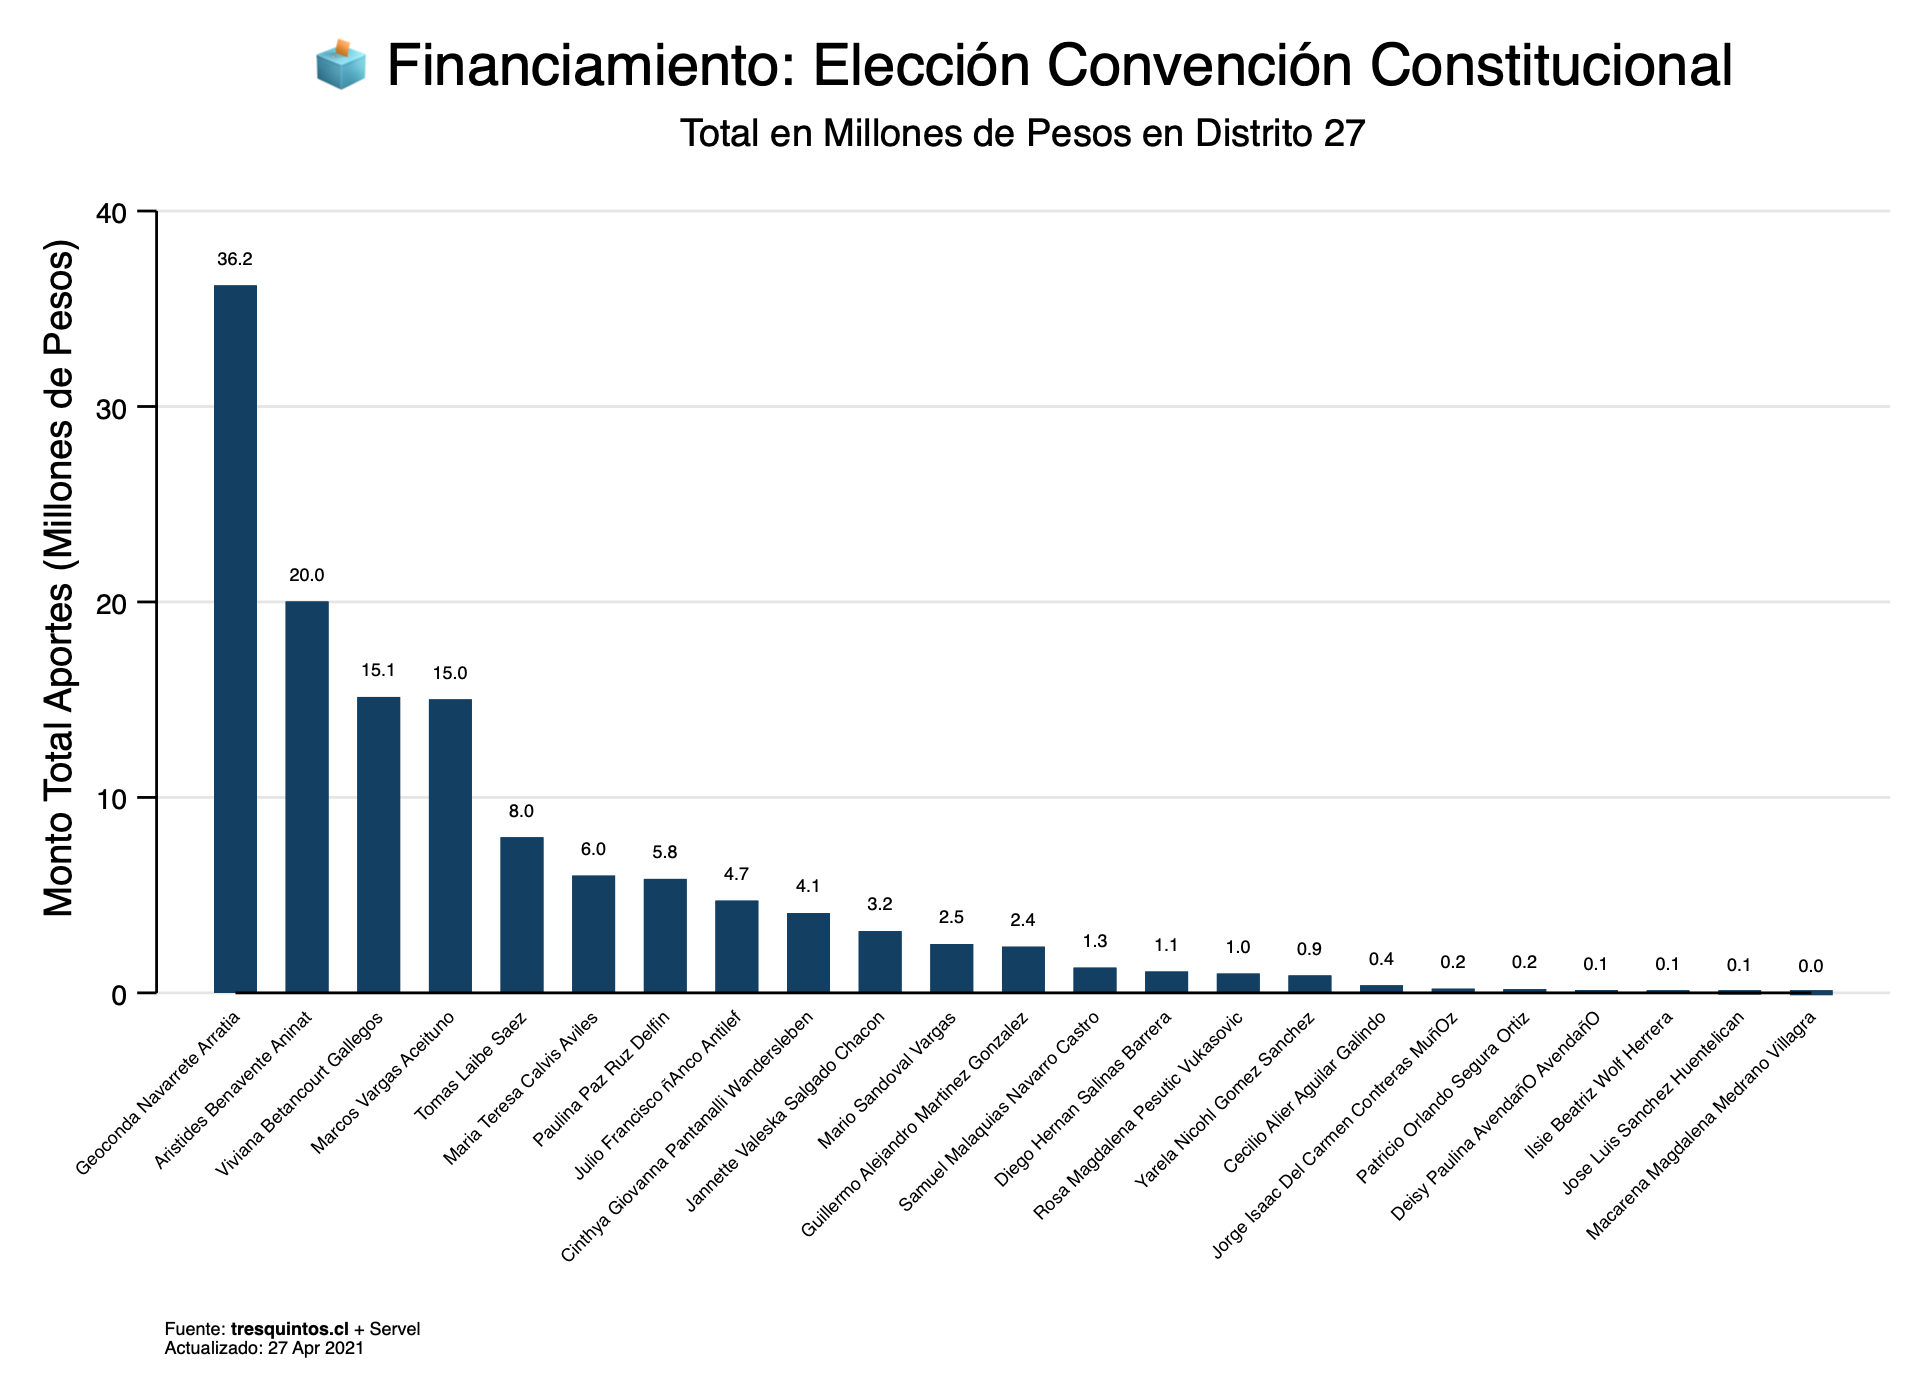 Financiamiento: Elección Convención Constitucional
Total en Millones de Pesos en Distrito 27
Monto Total Aportes (Millones de Pesos)
40
30
20
10
0
36.2
20.0
15.1
15.0
8.0
6.0
5.8
4.7
4.1
3.2
2.5
2.4
1.3
1.1
1.0
0.9
0.4
0.2
0.2
0.1
0.1
0.1
0.0
Geoconda Navarrete Arratia
Aristides Benavente Aninat
Viviana Betancourt Gallegos
Marcos Vargas Aceituno
Tomas Laibe Saez
Maria Teresa Calvis Aviles
Paulina Paz Ruz Delfin
Julio Francisco ñAnco Antilef
Cinthya Giovanna Pantanalli Wandersleben
Jannette Valeska Salgado Chacon
Mario Sandoval Vargas
Guillermo Alejandro Martinez Gonzalez
Samuel Malaquias Navarro Castro
Diego Hernan Salinas Barrera
Rosa Magdalena Pesutic Vukasovic
Yarela Nicohl Gomez Sanchez
Cecilio Alier Aguilar Galindo
Jorge Isaac Del Carmen Contreras MuñOz
Patricio Orlando Segura Ortiz
Deisy Paulina AvendañO AvendañO
Ilsie Beatriz Wolf Herrera
Jose Luis Sanchez Huentelican
Macarena Magdalena Medrano Villagra
Fuente: tresquintos.cl + Servel
Actualizado: 27 Apr 2021